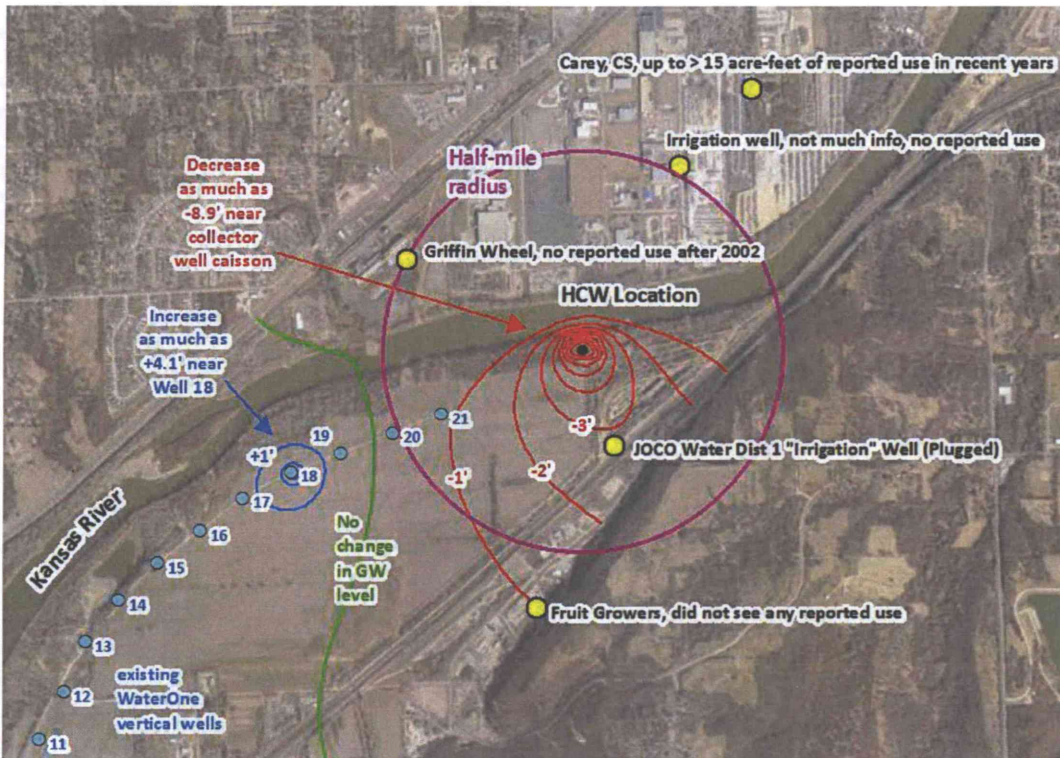 Carey, CS, up to > 15 acre-feet of reported use in recent years
Irrigation well, not much info, no reported use
Half-mile
radius
Decrease
as much as
-8.9' near
collector
well caisson
Griffin Wheel, no reported use after 2002
HCW Location
Increase
as much as
+4.1' near
Well 18
21
20
19
+1'
18
17
-3'
JOCO Water Dist 1 "Irrigation" Well (Plugged)
-2'
-1'
16
Kansas River
No
change
in GW
level
15
14
Fruit Growers, did not see any reported use
13
existing
WaterOne
vertical wells
12
11